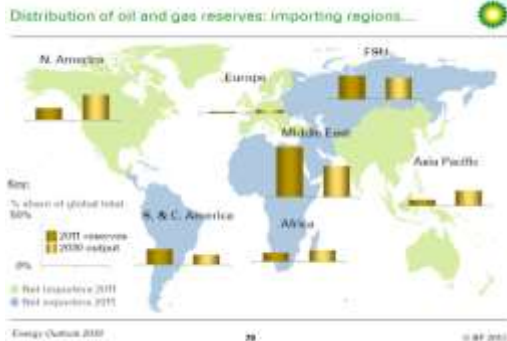 Distribution of oil and gas reserves: importing regions...
N. America
Europe
FSU
Middle East
Asia Pacific
S. & C. America
Africa
Key:
% share of global total
50%
2011 reserves
2030 output
0%
Net importers 2011
Net exporters 2011
Energy Outlook 2030
© BP 2013